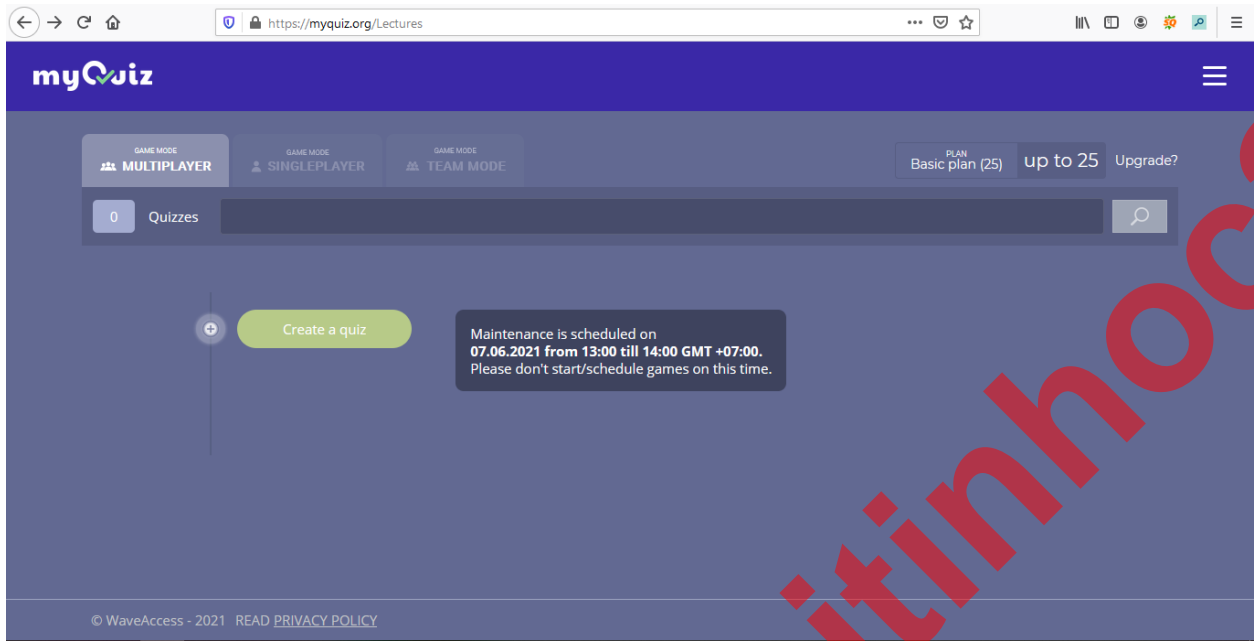 https://myquiz.org/Lectures
myQuiz
GAME MODE
MULTIPLAYER
GAME MODE
SINGLEPLAYER
GAME MODE
TEAM MODE
PLAN
Basic plan (25)
up to 25
Upgrade?
0
Quizzes
Create a quiz
Maintenance is scheduled on
07.06.2021 from 13:00 till 14:00 GMT +07:00.
Please don't start/schedule games on this time.
© WaveAccess - 2021 READ PRIVACY POLICY